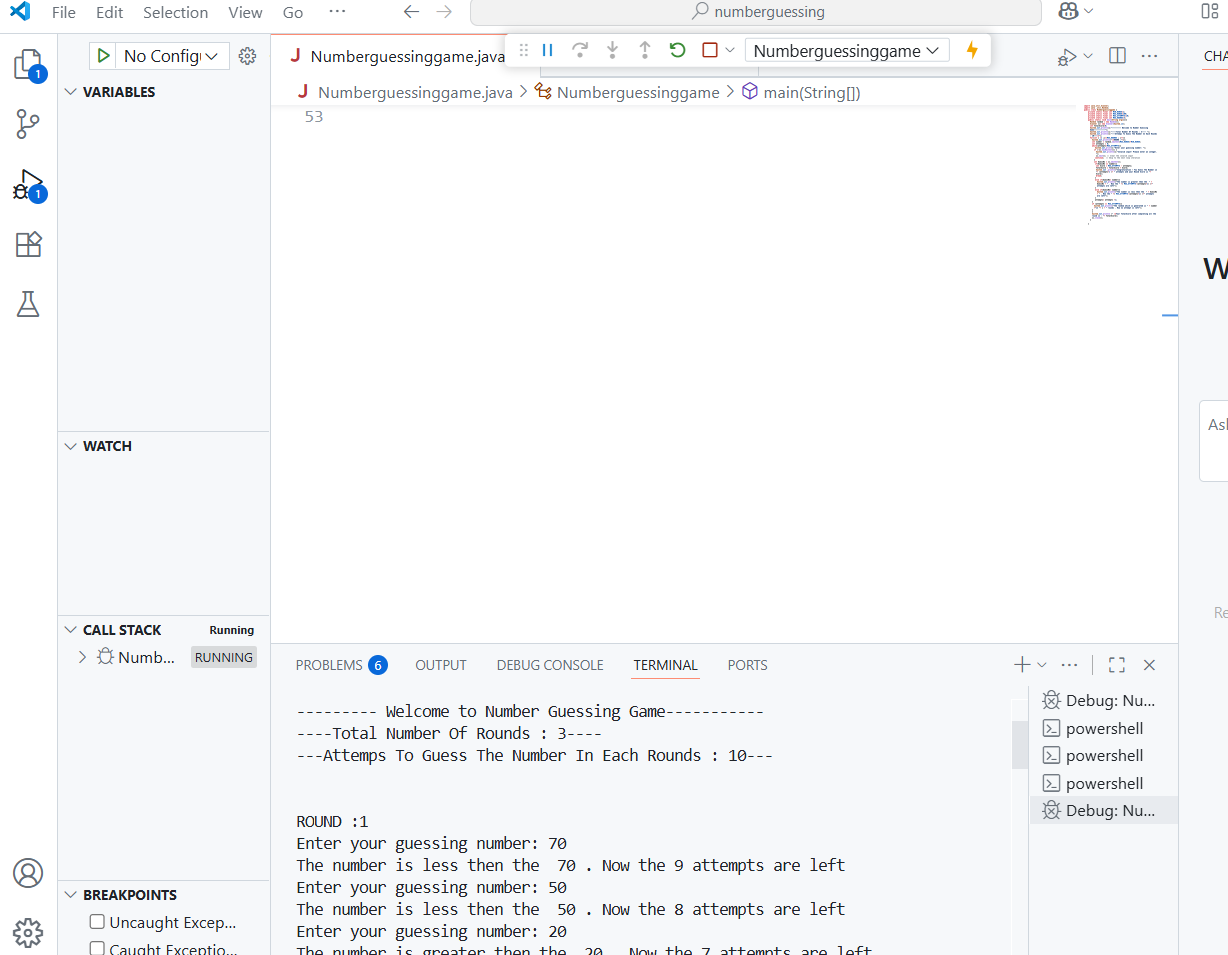 File Edit Selection View Go ··· numberguessing
No Config
Numberguessinggame.java
Numberguessinggame
CHA
1
VARIABLES
Numberguessinggame.java > Numberguessinggame > main(String[])
53
1
W
WATCH
Ask
Re
CALL STACK Running
Numb... RUNNING
PROBLEMS 6 OUTPUT DEBUG CONSOLE TERMINAL PORTS
--------- Welcome to Number Guessing Game-----------
----Total Number Of Rounds : 3----
---Attemps To Guess The Number In Each Rounds : 10---
ROUND :1
Enter your guessing number: 70
The number is less then the  70 . Now the 9 attempts are left
Enter your guessing number: 50
The number is less then the  50 . Now the 8 attempts are left
Enter your guessing number: 20
The number is greater then the  20 . Now the 7 attempts are left
Debug: Nu...
powershell
powershell
powershell
Debug: Nu...
BREAKPOINTS
Uncaught Excep...
Caught Exceptio...